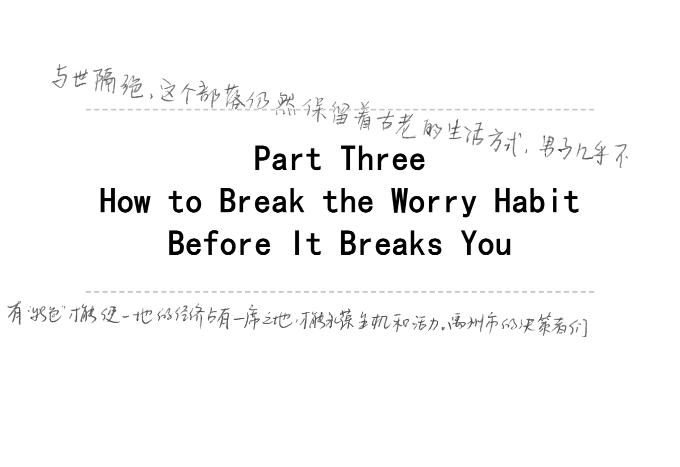 与世隔绝，这个部落仍然保留着古老的生活方式，男子几乎不
Part Three
How to Break the Worry Habit
Before It Breaks You
有"特色"才能使一地的经济占有一席之地，才能永葆生机和活力。禹州市的决策者们